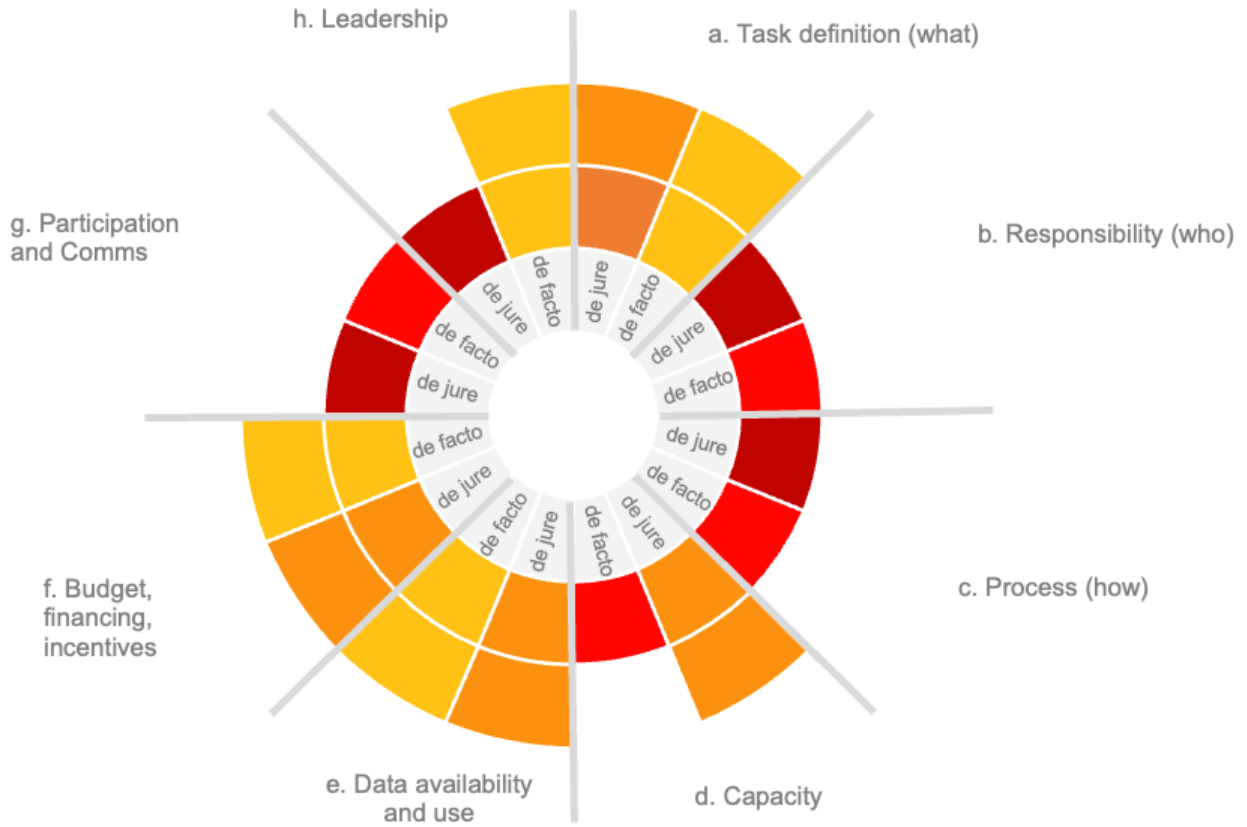 h. Leadership
a. Task definition (what)
g. Participation
and Comms
b. Responsibility (who)
de jure
de facto
de jure
de facto
de jure
de facto
de jure
de facto
de jure
de facto
de jure
de facto
de jure
de facto
de jure
de facto
f. Budget,
financing,
incentives
c. Process (how)
e. Data availability
and use
d. Capacity